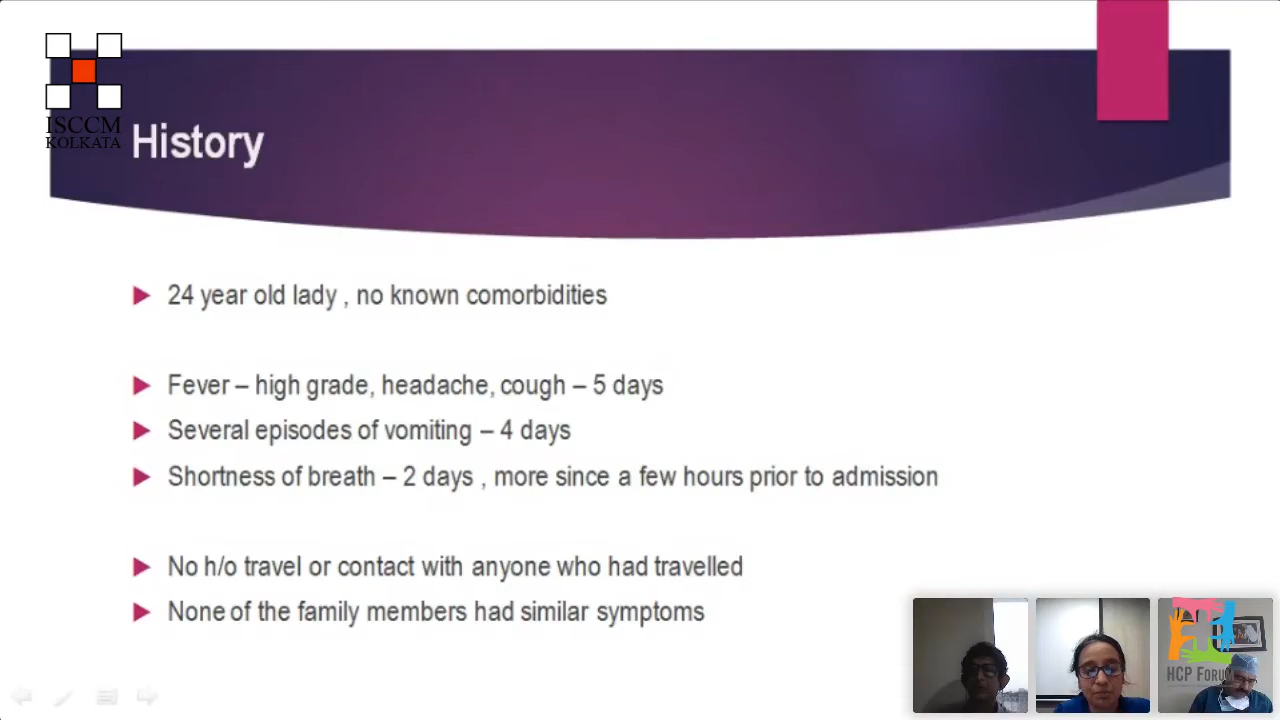 ISCCM
KOLKATA
History
24 year old lady , no known comorbidities
Fever – high grade, headache, cough – 5 days
Several episodes of vomiting – 4 days
Shortness of breath – 2 days , more since a few hours prior to admission
No h/o travel or contact with anyone who had travelled
None of the family members had similar symptoms
HCP FORUM